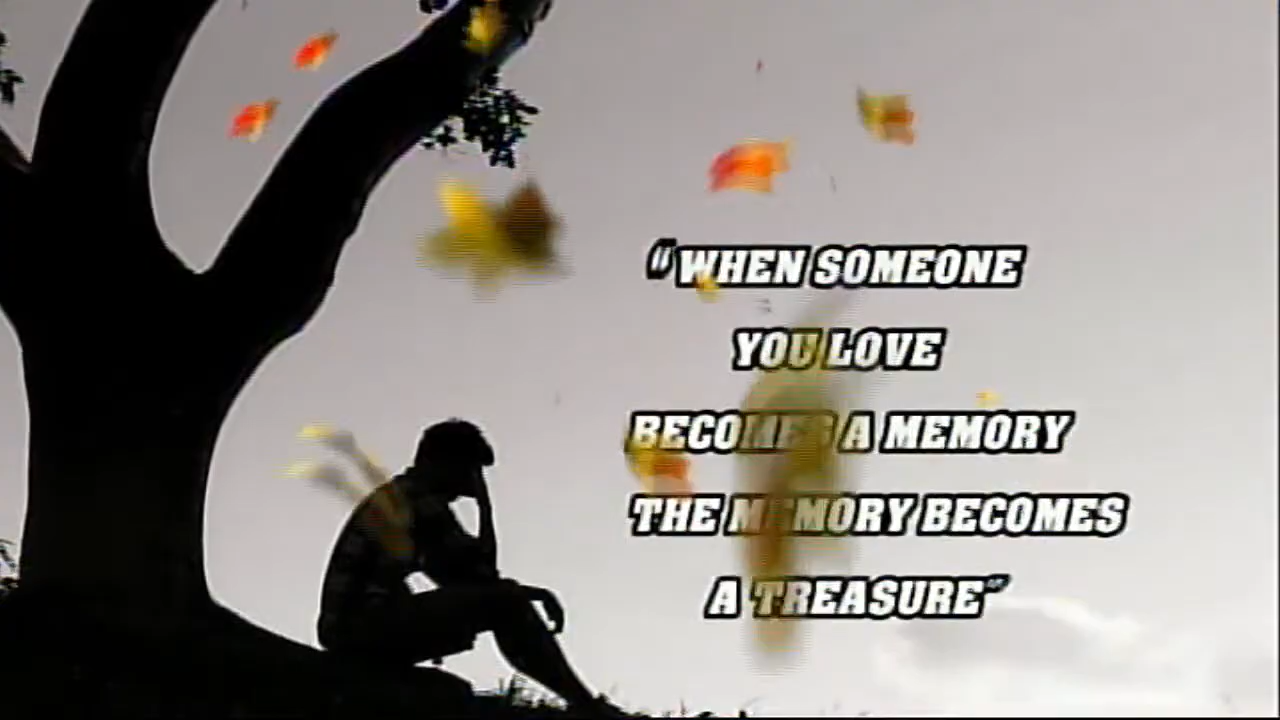 "WHEN SOMEONE
YOU LOVE
BECOMES A MEMORY
THE MEMORY BECOMES
A TREASURE"